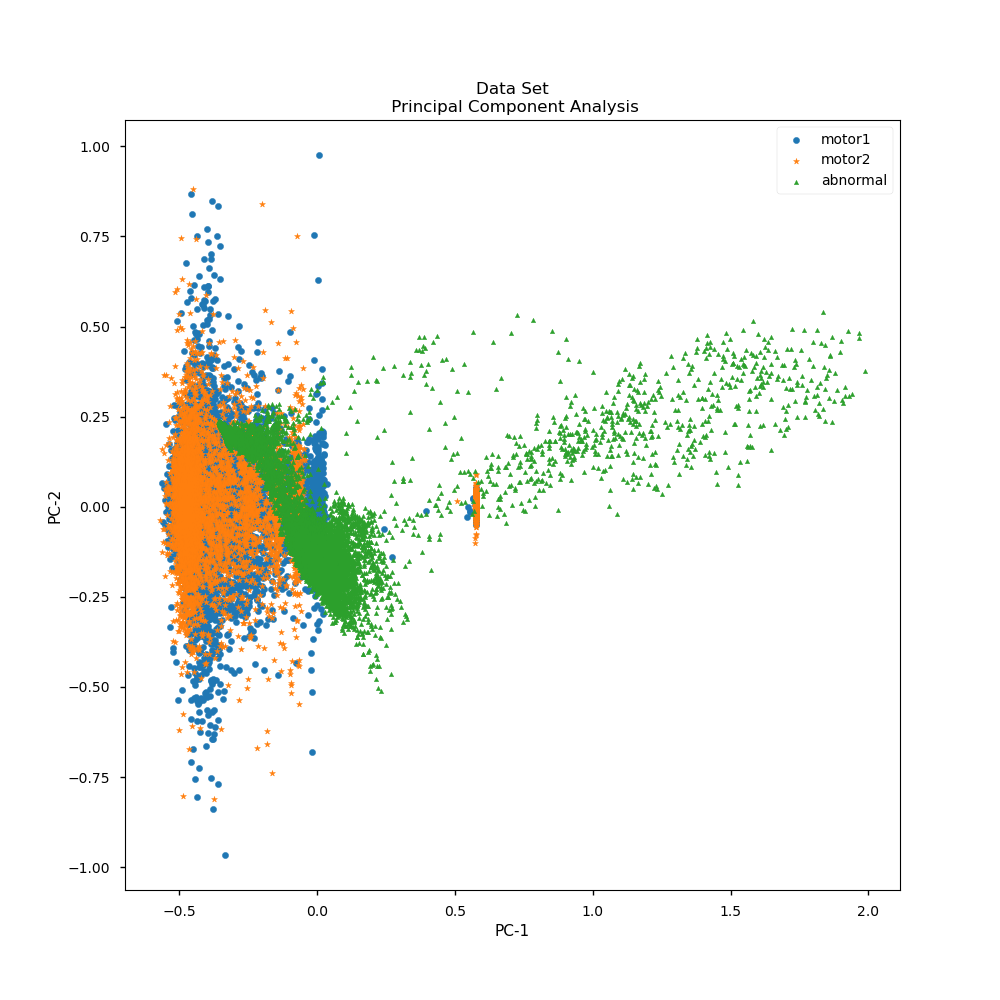 Data Set
Principal Component Analysis
motor1
motor2
abnormal
1.00
0.75
0.50
0.25
0.00
−0.25
−0.50
−0.75
−1.00
PC-2
−0.5
0.0
0.5
1.0
1.5
2.0
PC-1